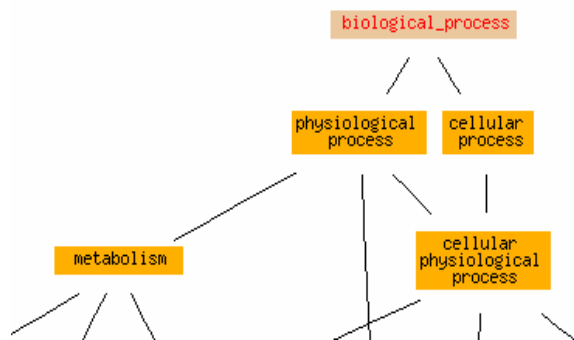 biological_process
physiological
process
cellular
process
metabolism
cellular
physiological
process